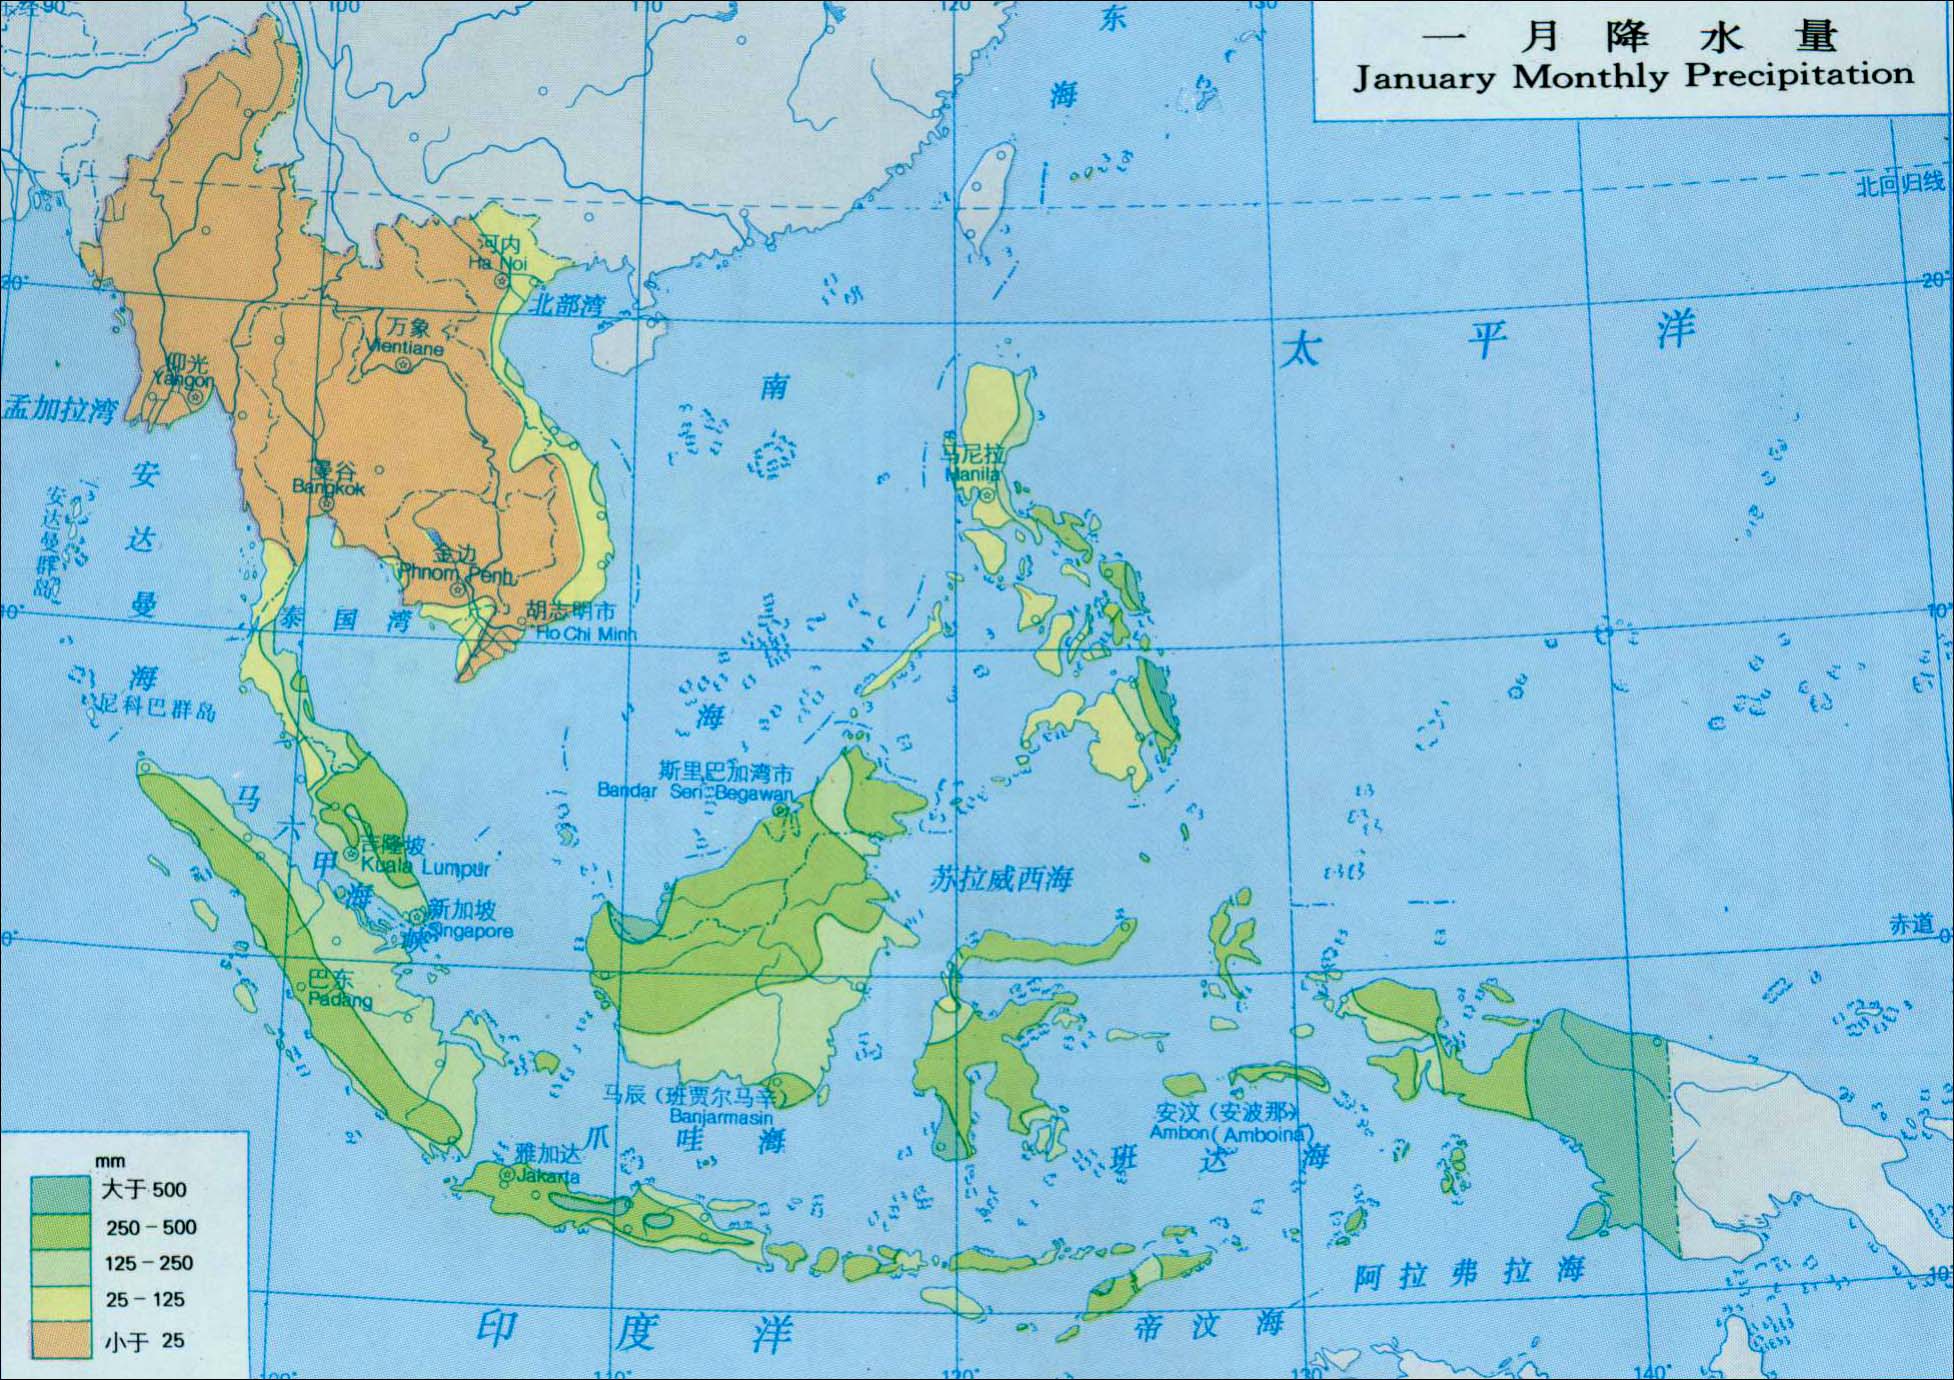 一月降水量
January Monthly Precipitation
100
110
120
130
东
海
北回归线
20°
20°
河内
Ha Noi
北部湾
万象
Vientiane
仰光
Yangon
孟加拉湾
太平洋
南
海
马尼拉
Manila
曼谷
Bangkok
安达曼海
安达曼群岛
金边
Phnom Penh
胡志明市
Ho Chi Minh
泰国湾
10°
10°
尼科巴群岛
斯里巴加湾市
Bandar Seri Begawan
马六甲海峡
吉隆坡
Kuala Lumpur
苏拉威西海
新加坡
Singapore
赤道
0°
0°
巴东
Padang
马辰（班贾尔马辛）
Banjarmasin
安汶（安波那）
Ambon (Amboina)
爪哇海
班达海
雅加达
Jakarta
阿拉弗拉海
帝汶海
印度洋
10°
110°
120°
130°
140°
mm
大于 500
250－500
125－250
25－125
小于 25